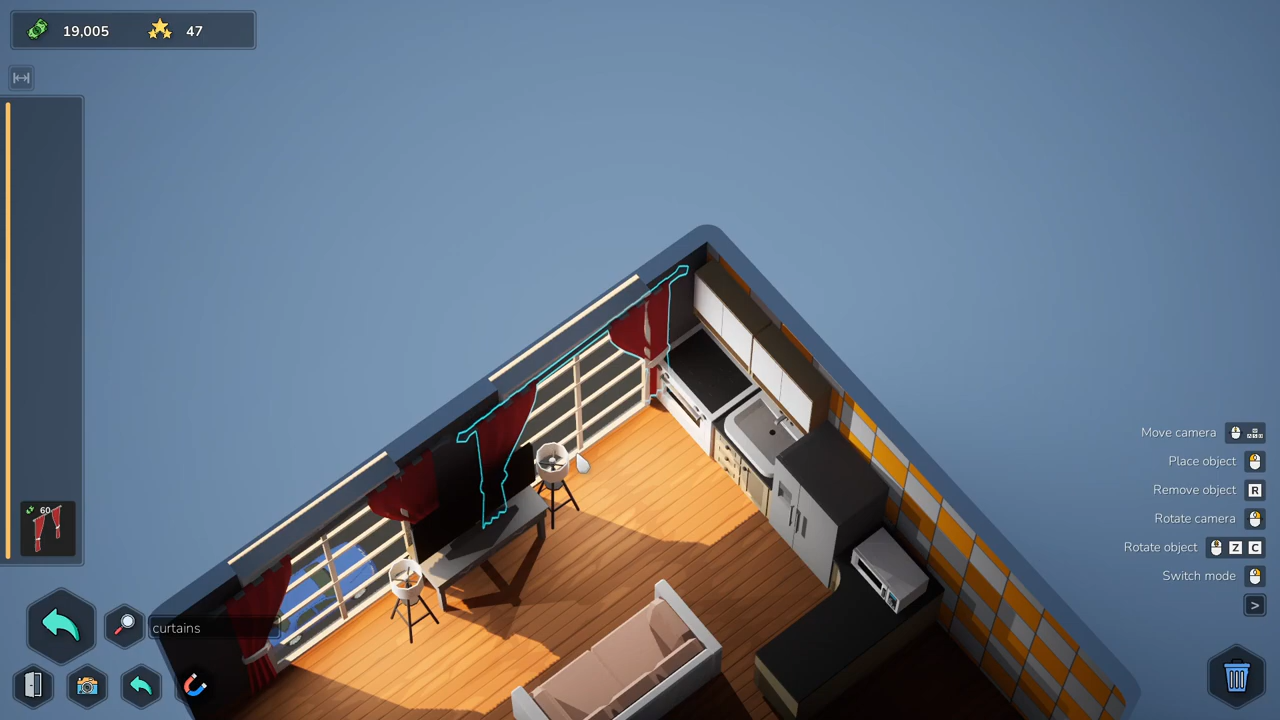 19,005 47
60
curtains
Move camera
Place object
Remove object R
Rotate camera
Rotate object Z C
Switch mode
>